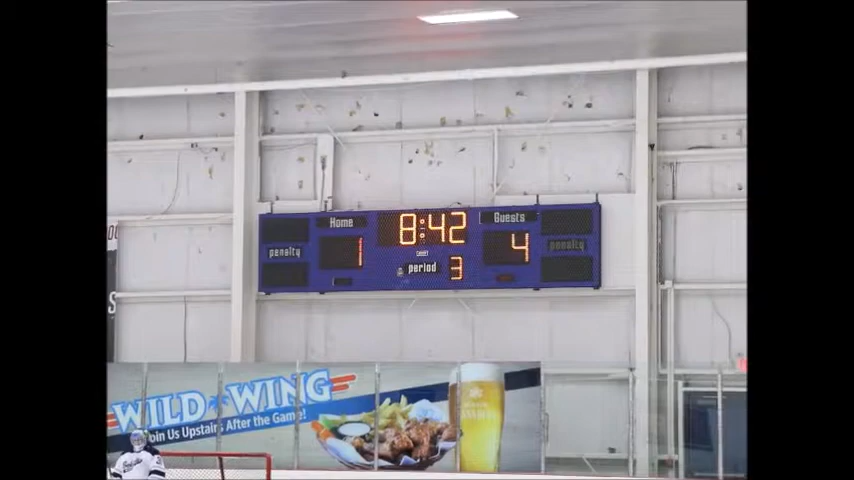 Home
8:42
Guests
penalty
1
4
penalty
period
3
WILD WING
Join Us Upstairs
AFTER the Game!